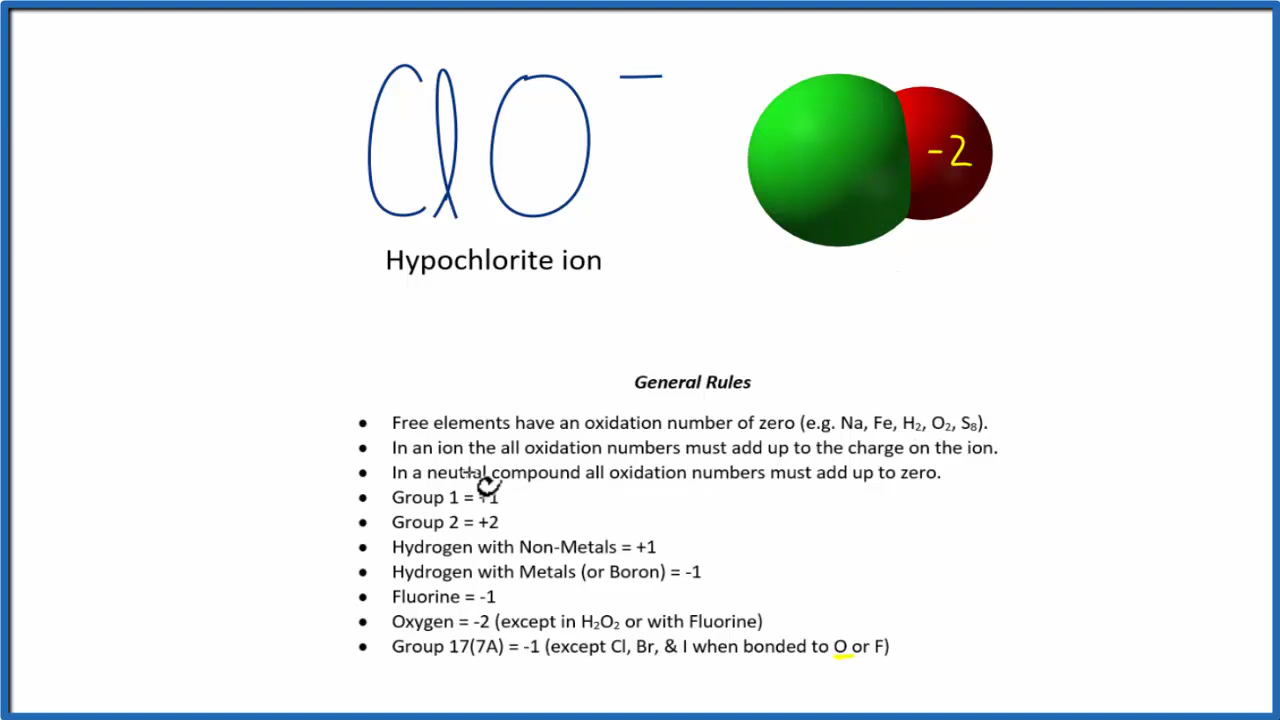 ClO⁻
-2
Hypochlorite ion
General Rules
• Free elements have an oxidation number of zero (e.g. Na, Fe, H₂, O₂, S₈).
• In an ion the all oxidation numbers must add up to the charge on the ion.
• In a neutral compound all oxidation numbers must add up to zero.
• Group 1 = +1
• Group 2 = +2
• Hydrogen with Non-Metals = +1
• Hydrogen with Metals (or Boron) = -1
• Fluorine = -1
• Oxygen = -2 (except in H₂O₂ or with Fluorine)
• Group 17(7A) = -1 (except Cl, Br, & I when bonded to O or F)